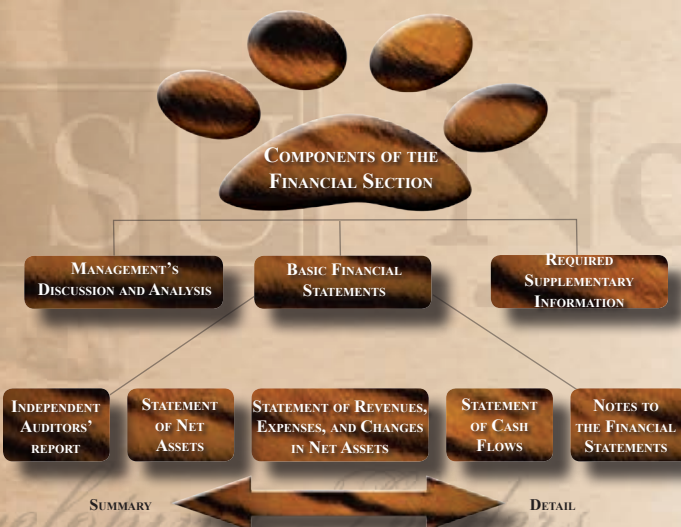 TSU
COMPONENTS OF THE
FINANCIAL SECTION
MANAGEMENT'S
DISCUSSION AND ANALYSIS
BASIC FINANCIAL
STATEMENTS
REQUIRED
SUPPLEMENTARY
INFORMATION
INDEPENDENT
AUDITORS'
REPORT
STATEMENT
OF NET
ASSETS
STATEMENT OF REVENUES,
EXPENSES, AND CHANGES
IN NET ASSETS
STATEMENT
OF CASH
FLOWS
NOTES TO
THE FINANCIAL
STATEMENTS
SUMMARY
DETAIL